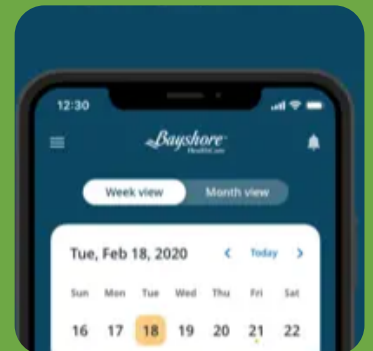 12:30
Bayshore
HealthCare
Week view Month view
Tue, Feb 18, 2020 Today
Sun Mon Tue Wed Thu Fri Sat
16 17 18 19 20 21 22